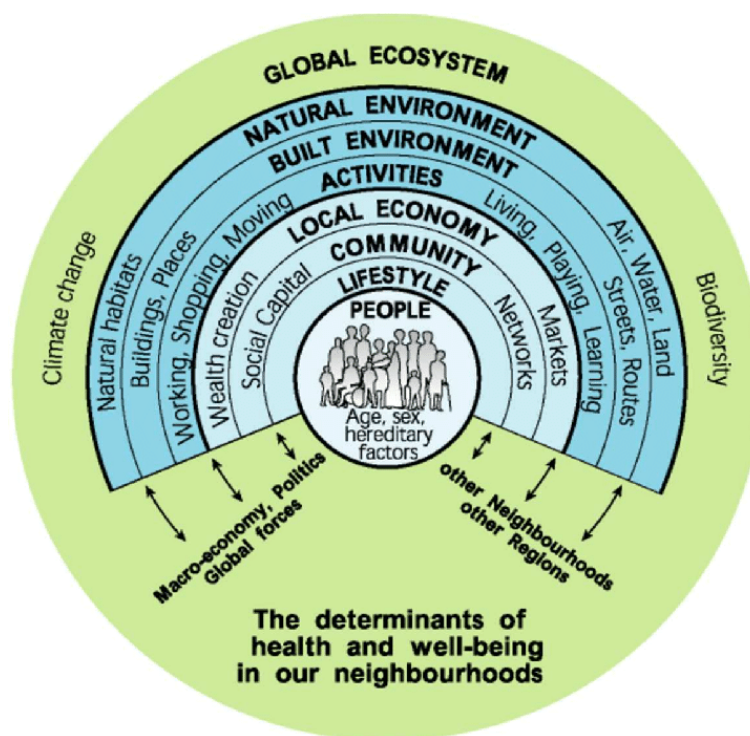 GLOBAL ECOSYSTEM
NATURAL ENVIRONMENT
BUILT ENVIRONMENT
ACTIVITIES
LOCAL ECONOMY
COMMUNITY
LIFESTYLE
PEOPLE
Age, sex,
hereditary
factors
Climate change
Natural habitats
Buildings, Places
Working, Shopping, Moving
Wealth creation
Social Capital
Networks
Markets
Living, Playing, Learning
Streets, Routes
Air, Water, Land
Biodiversity
Macro-economy, Politics
Global forces
other Neighbourhoods
other Regions
The determinants of
health and well-being
in our neighbourhoods